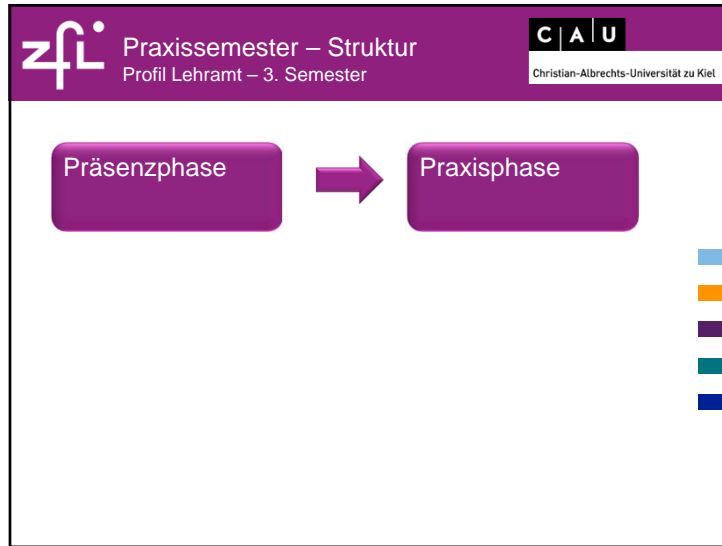 zfl
Praxissemester – Struktur
Profil Lehramt – 3. Semester
C | A | U
Christian-Albrechts-Universität zu Kiel
Präsenzphase
Praxisphase